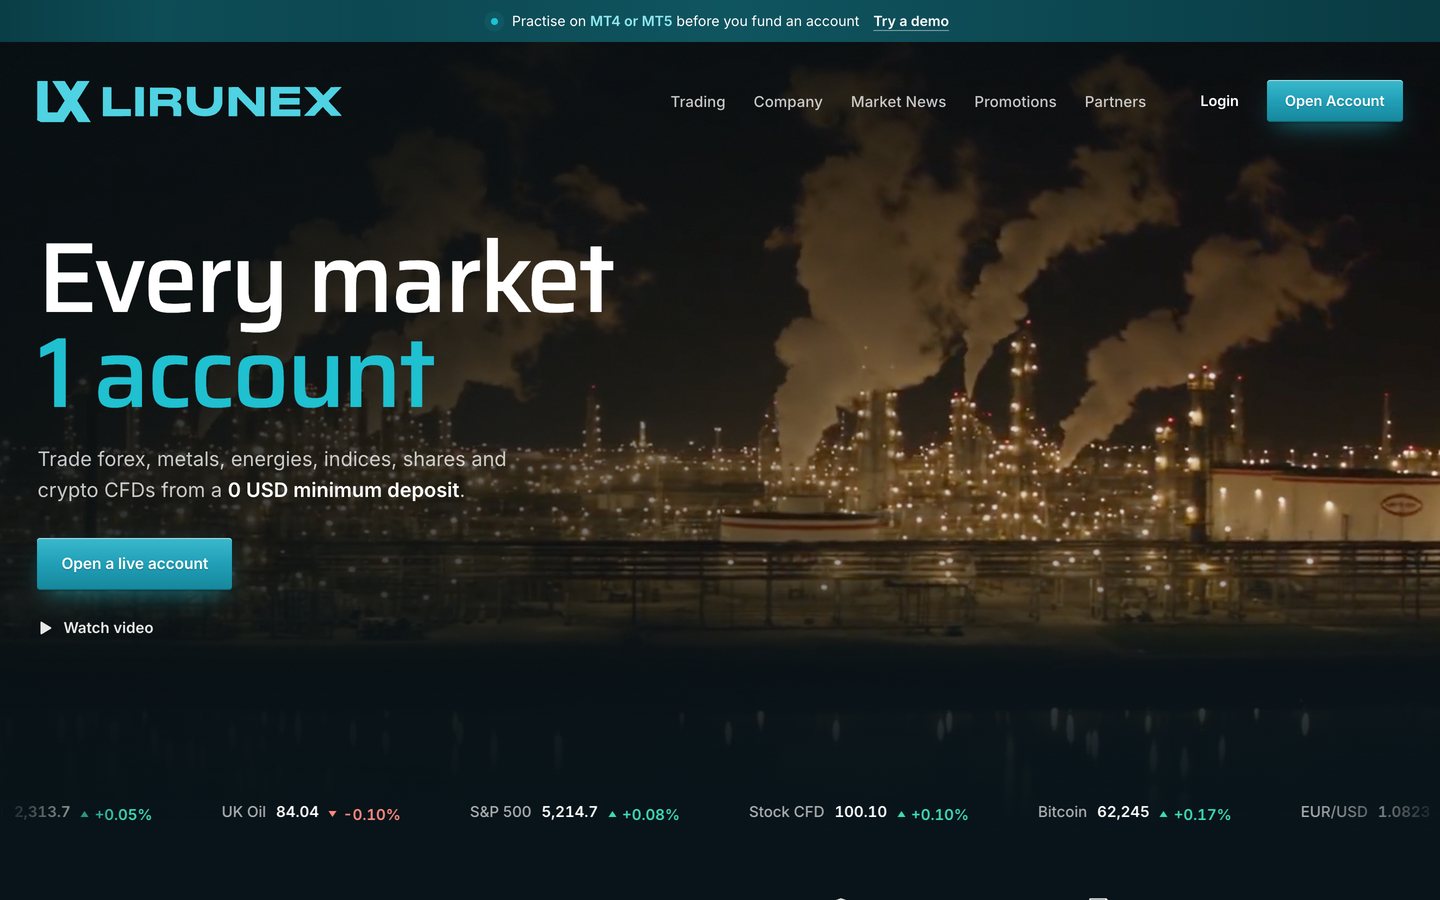 Practise on MT4 or MT5 before you fund an account Try a demo
LX LIRUNEX
Trading Company Market News Promotions Partners Login Open Account
Every market
1 account
Trade forex, metals, energies, indices, shares and
crypto CFDs from a 0 USD minimum deposit.
Open a live account
Watch video
2,313.7 +0.05% UK Oil 84.04 -0.10% S&P 500 5,214.7 +0.08% Stock CFD 100.10 +0.10% Bitcoin 62,245 +0.17% EUR/USD 1.0823